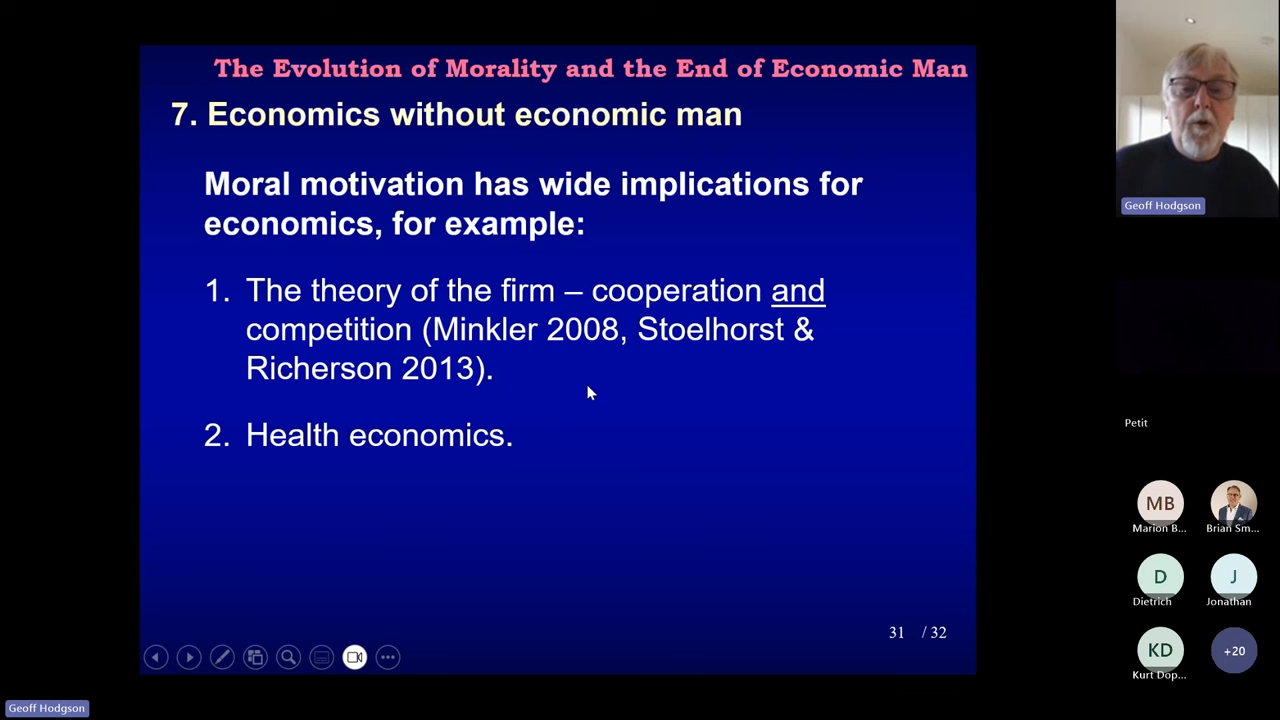 The Evolution of Morality and the End of Economic Man
7. Economics without economic man
Moral motivation has wide implications for
economics, for example:
1. The theory of the firm – cooperation and
competition (Minkler 2008, Stoelhorst &
Richerson 2013).
2. Health economics.
31 / 32
Geoff Hodgson
Petit
MB
Marion B...
Brian Sm...
D
Dietrich
J
Jonathan
KD
Kurt Dop...
+20
Geoff Hodgson